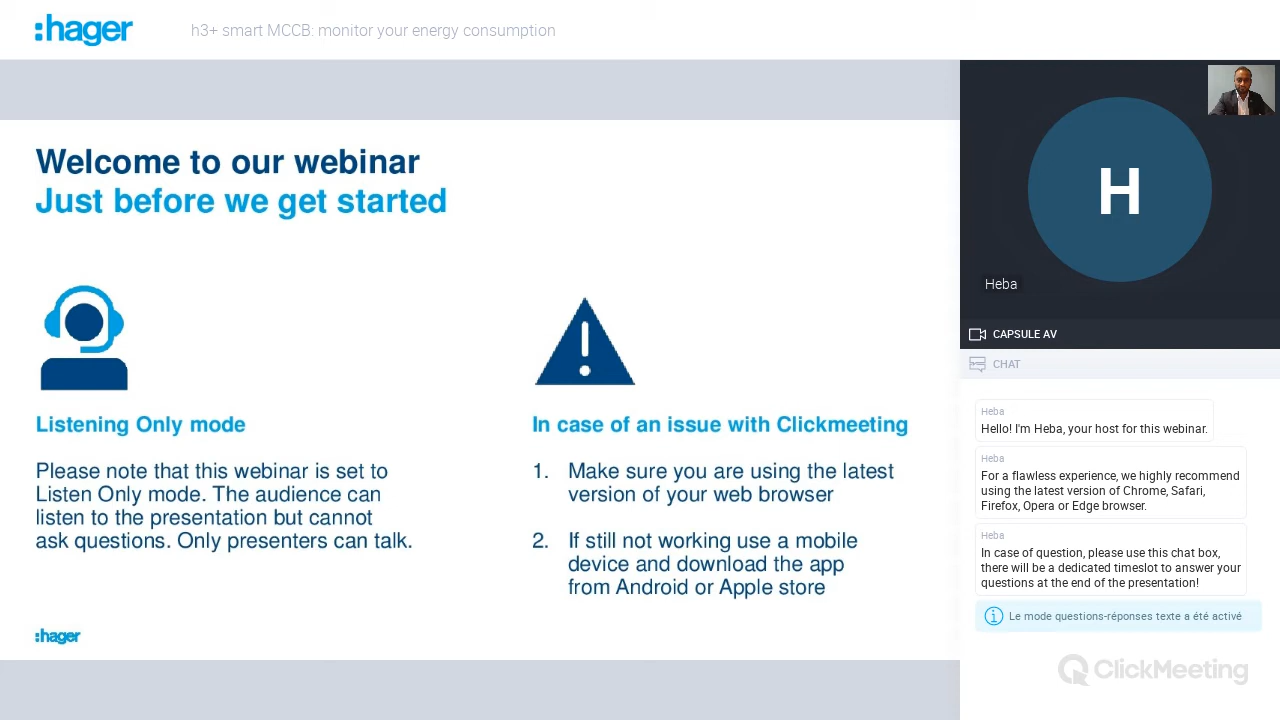 :hager
h3+ smart MCCB: monitor your energy consumption
Welcome to our webinar
Just before we get started
Listening Only mode
Please note that this webinar is set to
Listen Only mode. The audience can
listen to the presentation but cannot
ask questions. Only presenters can talk.
In case of an issue with Clickmeeting
1. Make sure you are using the latest
version of your web browser
2. If still not working use a mobile
device and download the app
from Android or Apple store
:hager
H
Heba
CAPSULE AV
CHAT
Heba
Hello! I'm Heba, your host for this webinar.
Heba
For a flawless experience, we highly recommend
using the latest version of Chrome, Safari,
Firefox, Opera or Edge browser.
Heba
In case of question, please use this chat box,
there will be a dedicated timeslot to answer your
questions at the end of the presentation!
Le mode questions-réponses texte a été activé
ClickMeeting